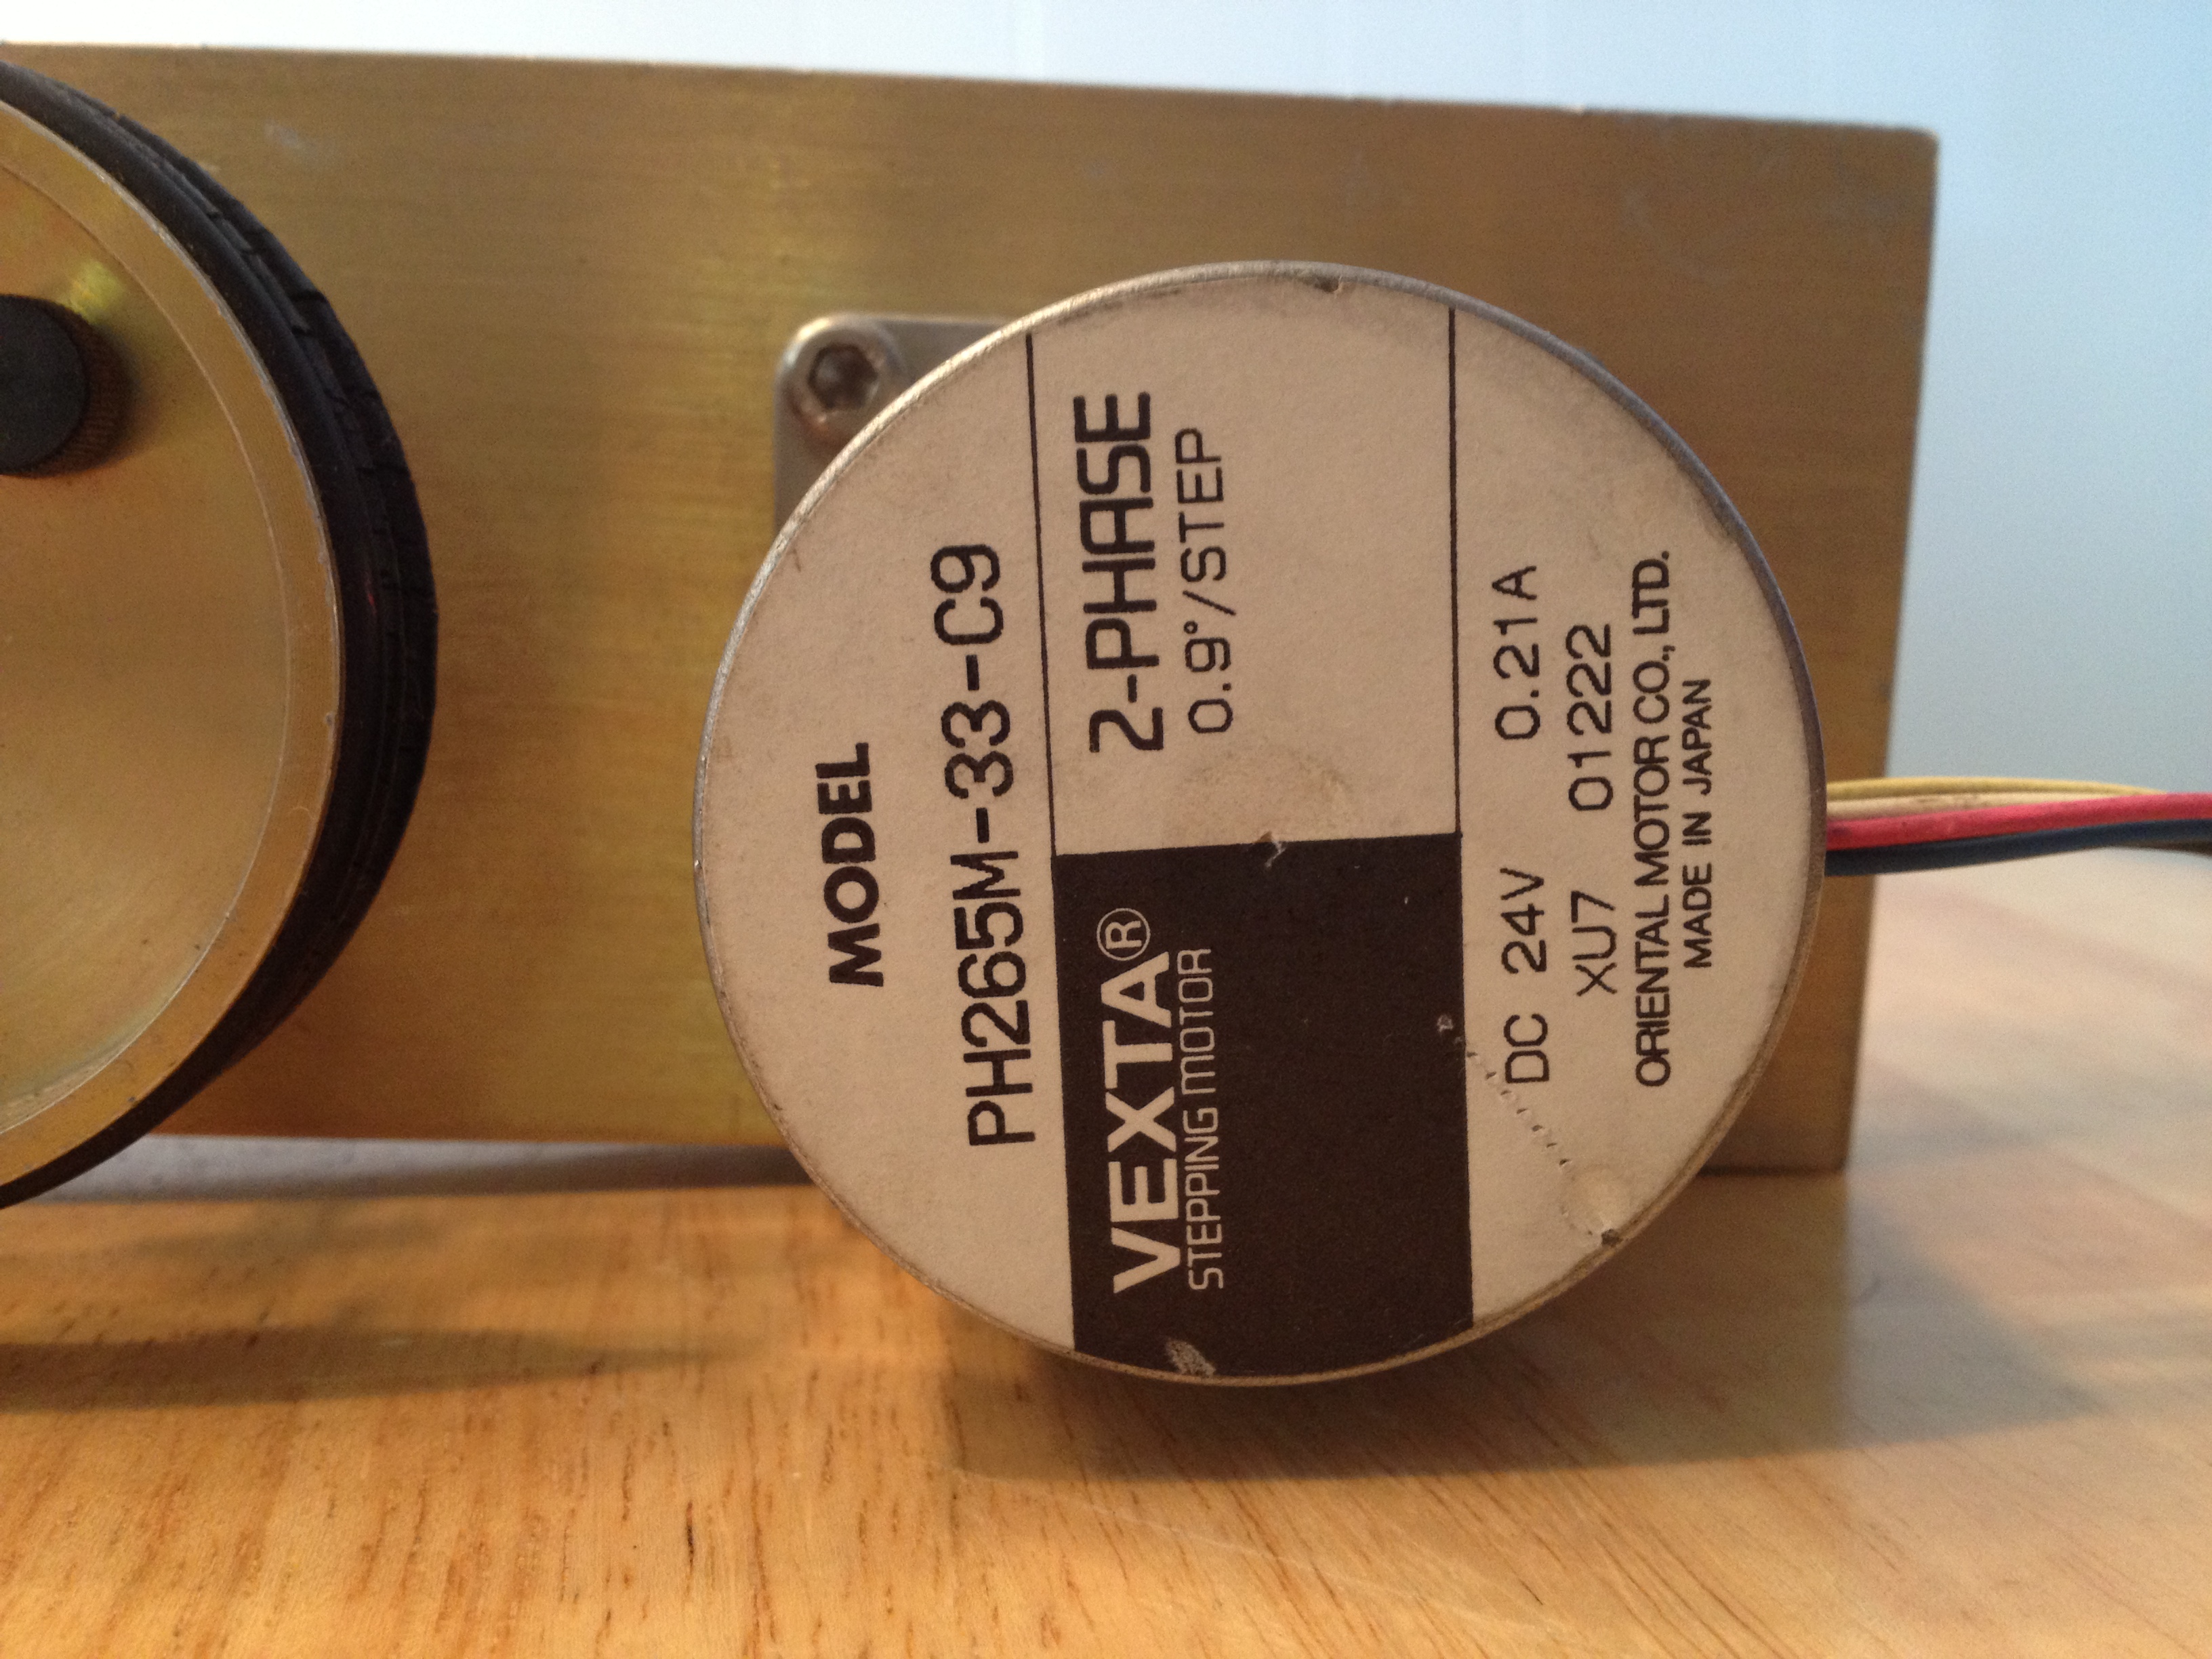 MODEL
PH265M-33-C9
VEXTA® 2-PHASE
STEPPING MOTOR 0.9°/STEP
DC 24V 0.21A
XU7 01222
ORIENTAL MOTOR CO., LTD.
MADE IN JAPAN